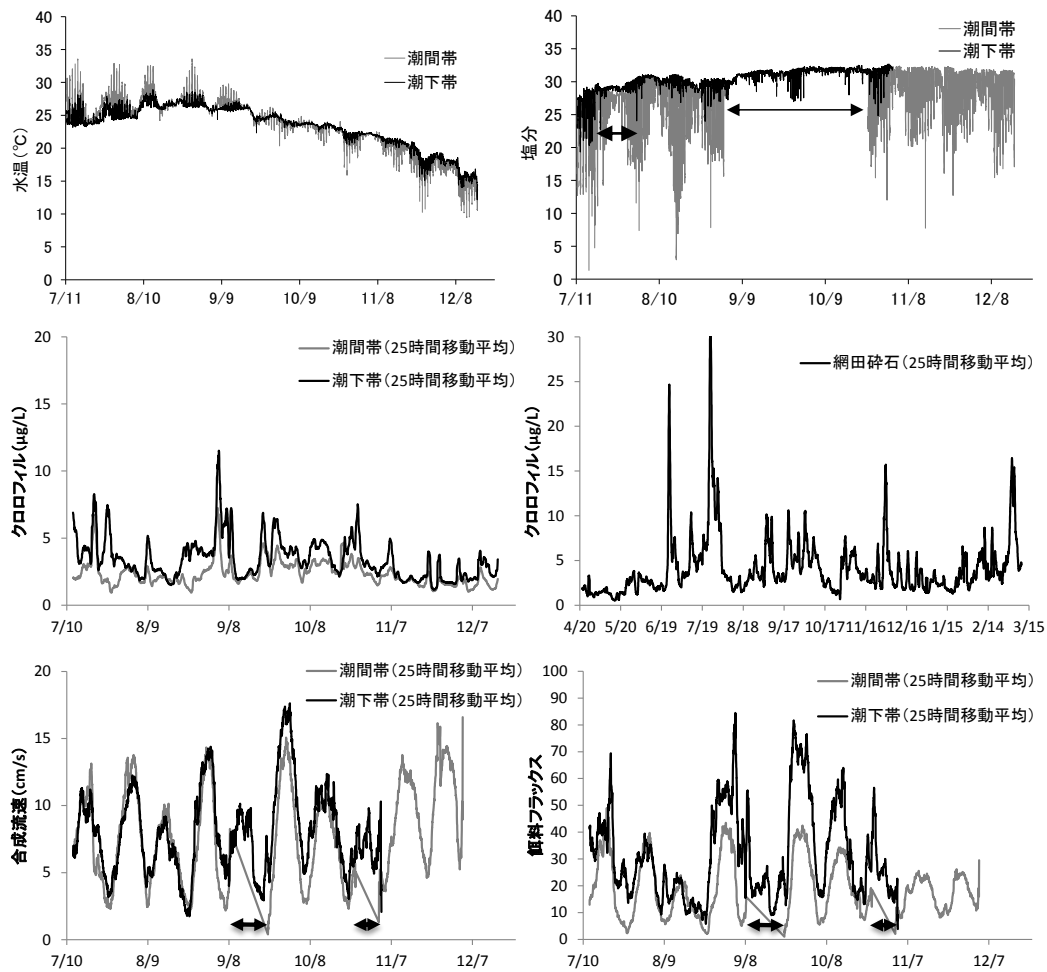 40
35
30
25
20
15
10
5
0
水温(℃)
潮間帯
潮下帯
7/11 8/10 9/9 10/9 11/8 12/8
40
35
30
25
20
15
10
5
0
塩分
潮間帯
潮下帯
7/11 8/10 9/9 10/9 11/8 12/8
20
15
10
5
0
クロロフィル(μg/L)
潮間帯(25時間移動平均)
潮下帯(25時間移動平均)
7/10 8/9 9/8 10/8 11/7 12/7
30
25
20
15
10
5
0
クロロフィル(μg/L)
網田砕石(25時間移動平均)
4/20 5/20 6/19 7/19 8/18 9/17 10/17 11/16 12/16 1/15 2/14 3/15
20
15
10
5
0
合成流速(cm/s)
潮間帯(25時間移動平均)
潮下帯(25時間移動平均)
7/10 8/9 9/8 10/8 11/7 12/7
100
90
80
70
60
50
40
30
20
10
0
餌料フラックス
潮間帯(25時間移動平均)
潮下帯(25時間移動平均)
7/10 8/9 9/8 10/8 11/7 12/7